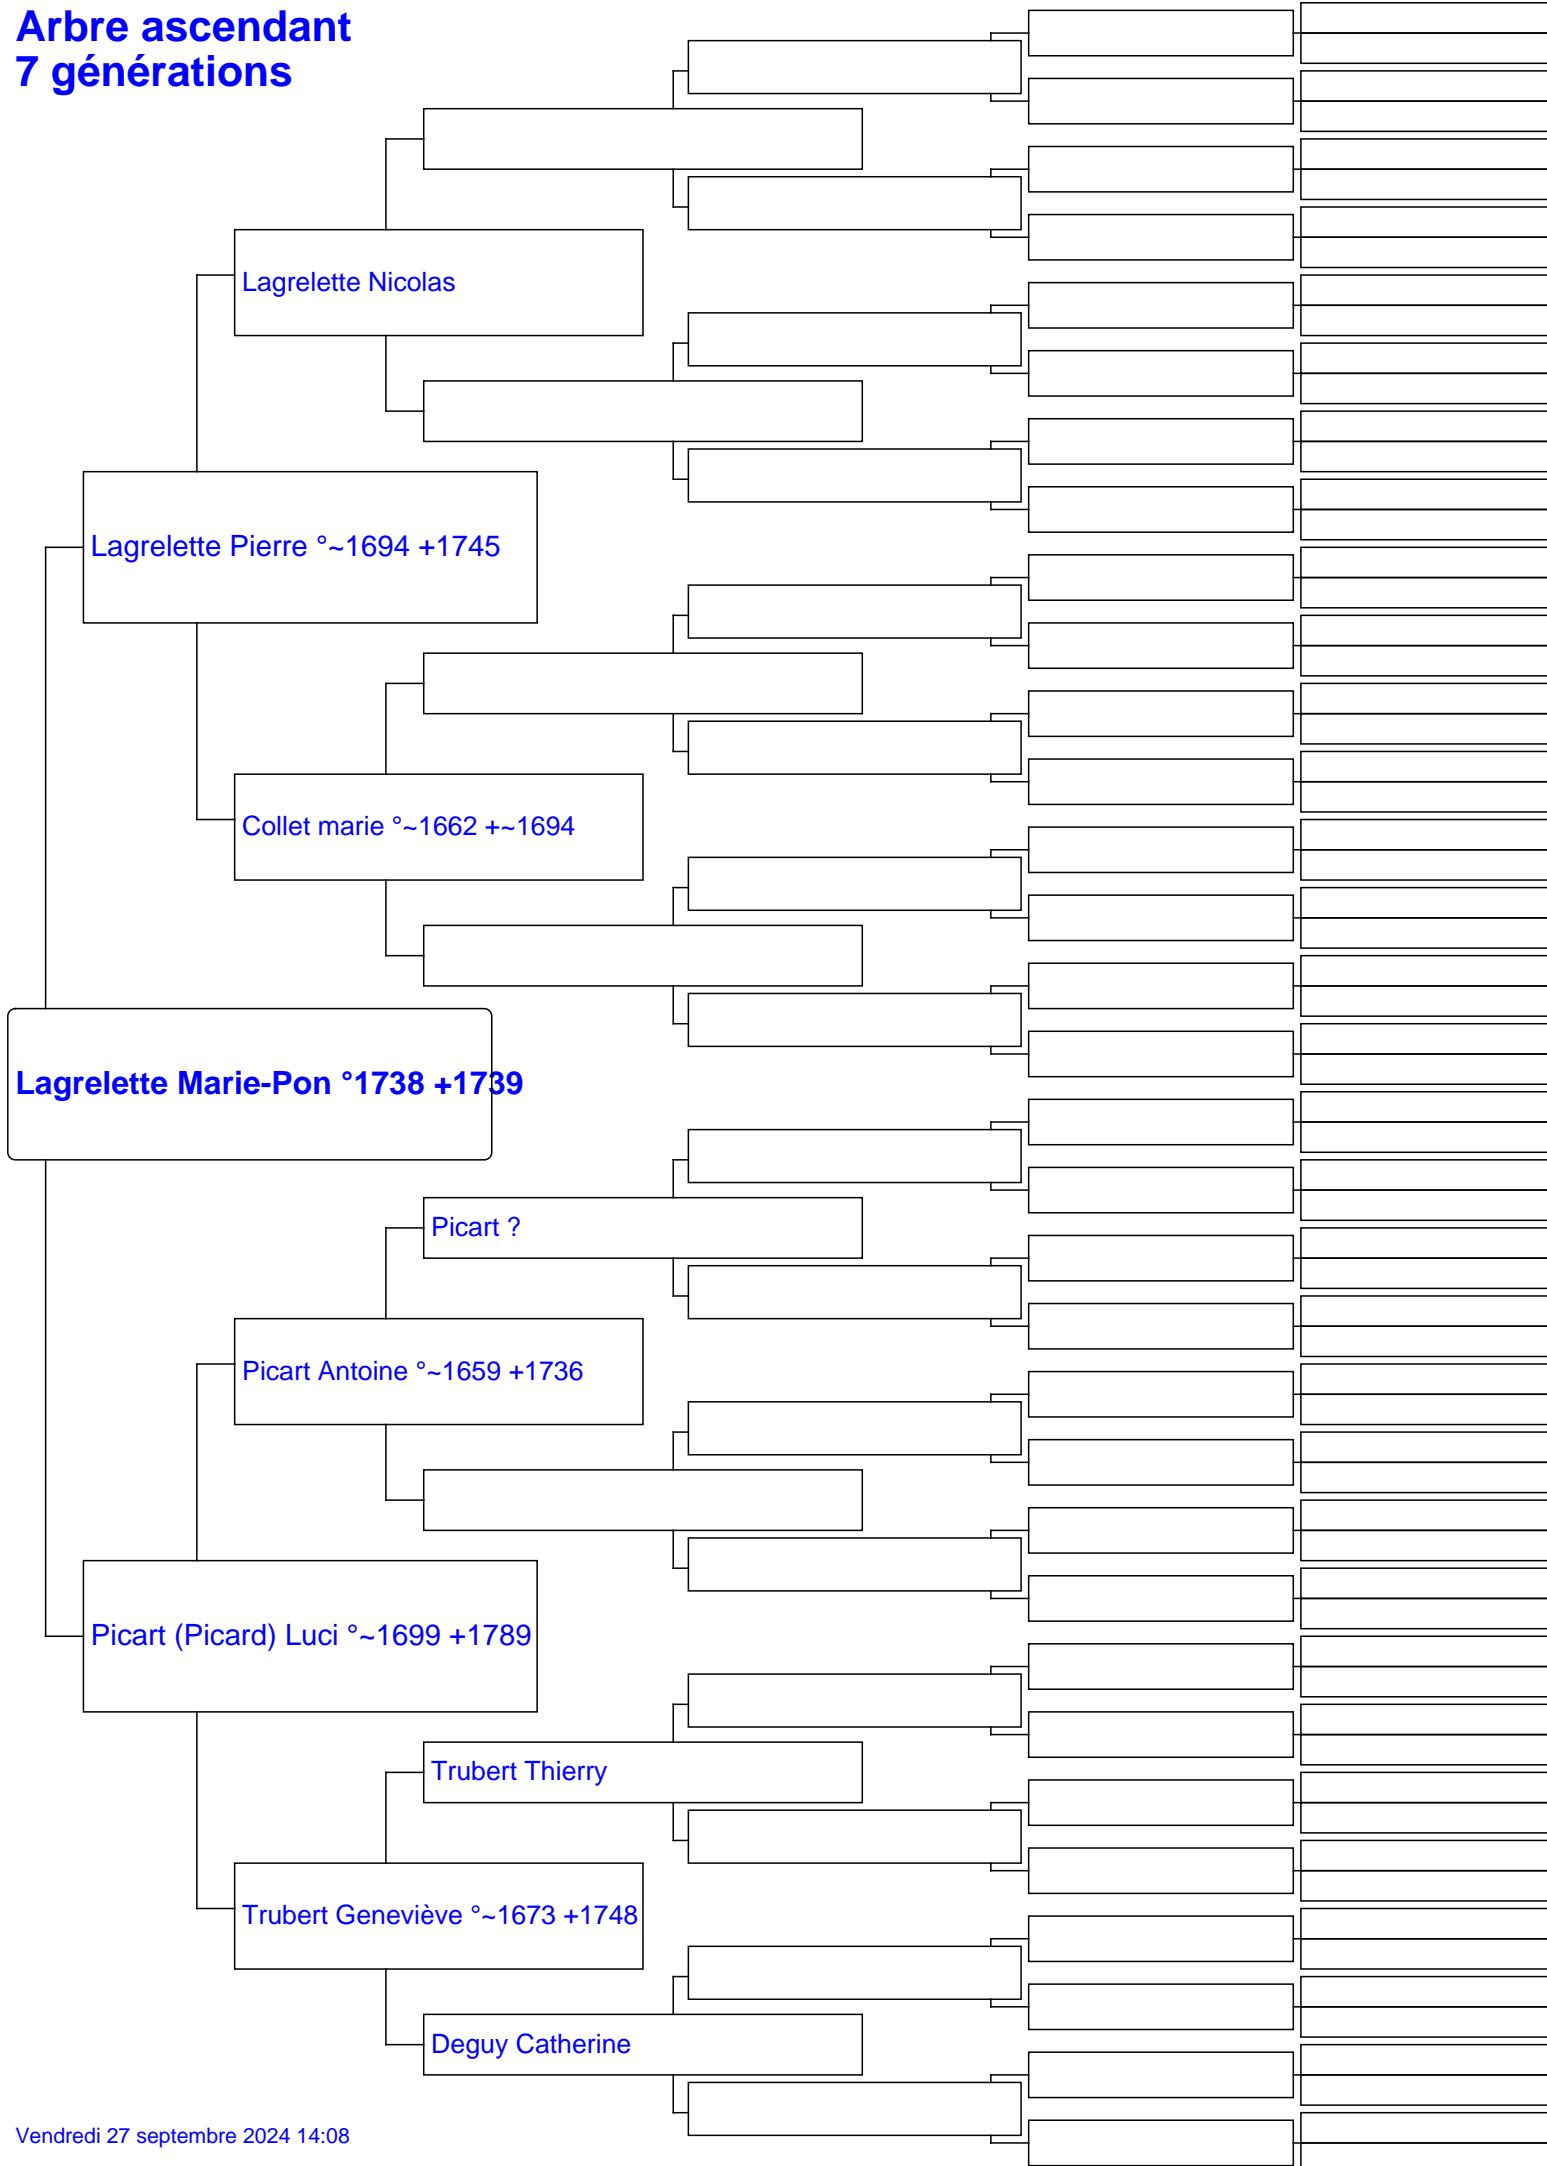 Arbre ascendant
7 générations
Lagrelette Nicolas
Lagrelette Pierre °~1694 +1745
Collet marie °~1662 +~1694
Lagrelette Marie-Pon °1738 +1739
Picart ?
Picart Antoine °~1659 +1736
Picart (Picard) Luci °~1699 +1789
Trubert Thierry
Trubert Geneviève °~1673 +1748
Deguy Catherine
Vendredi 27 septembre 2024 14:08